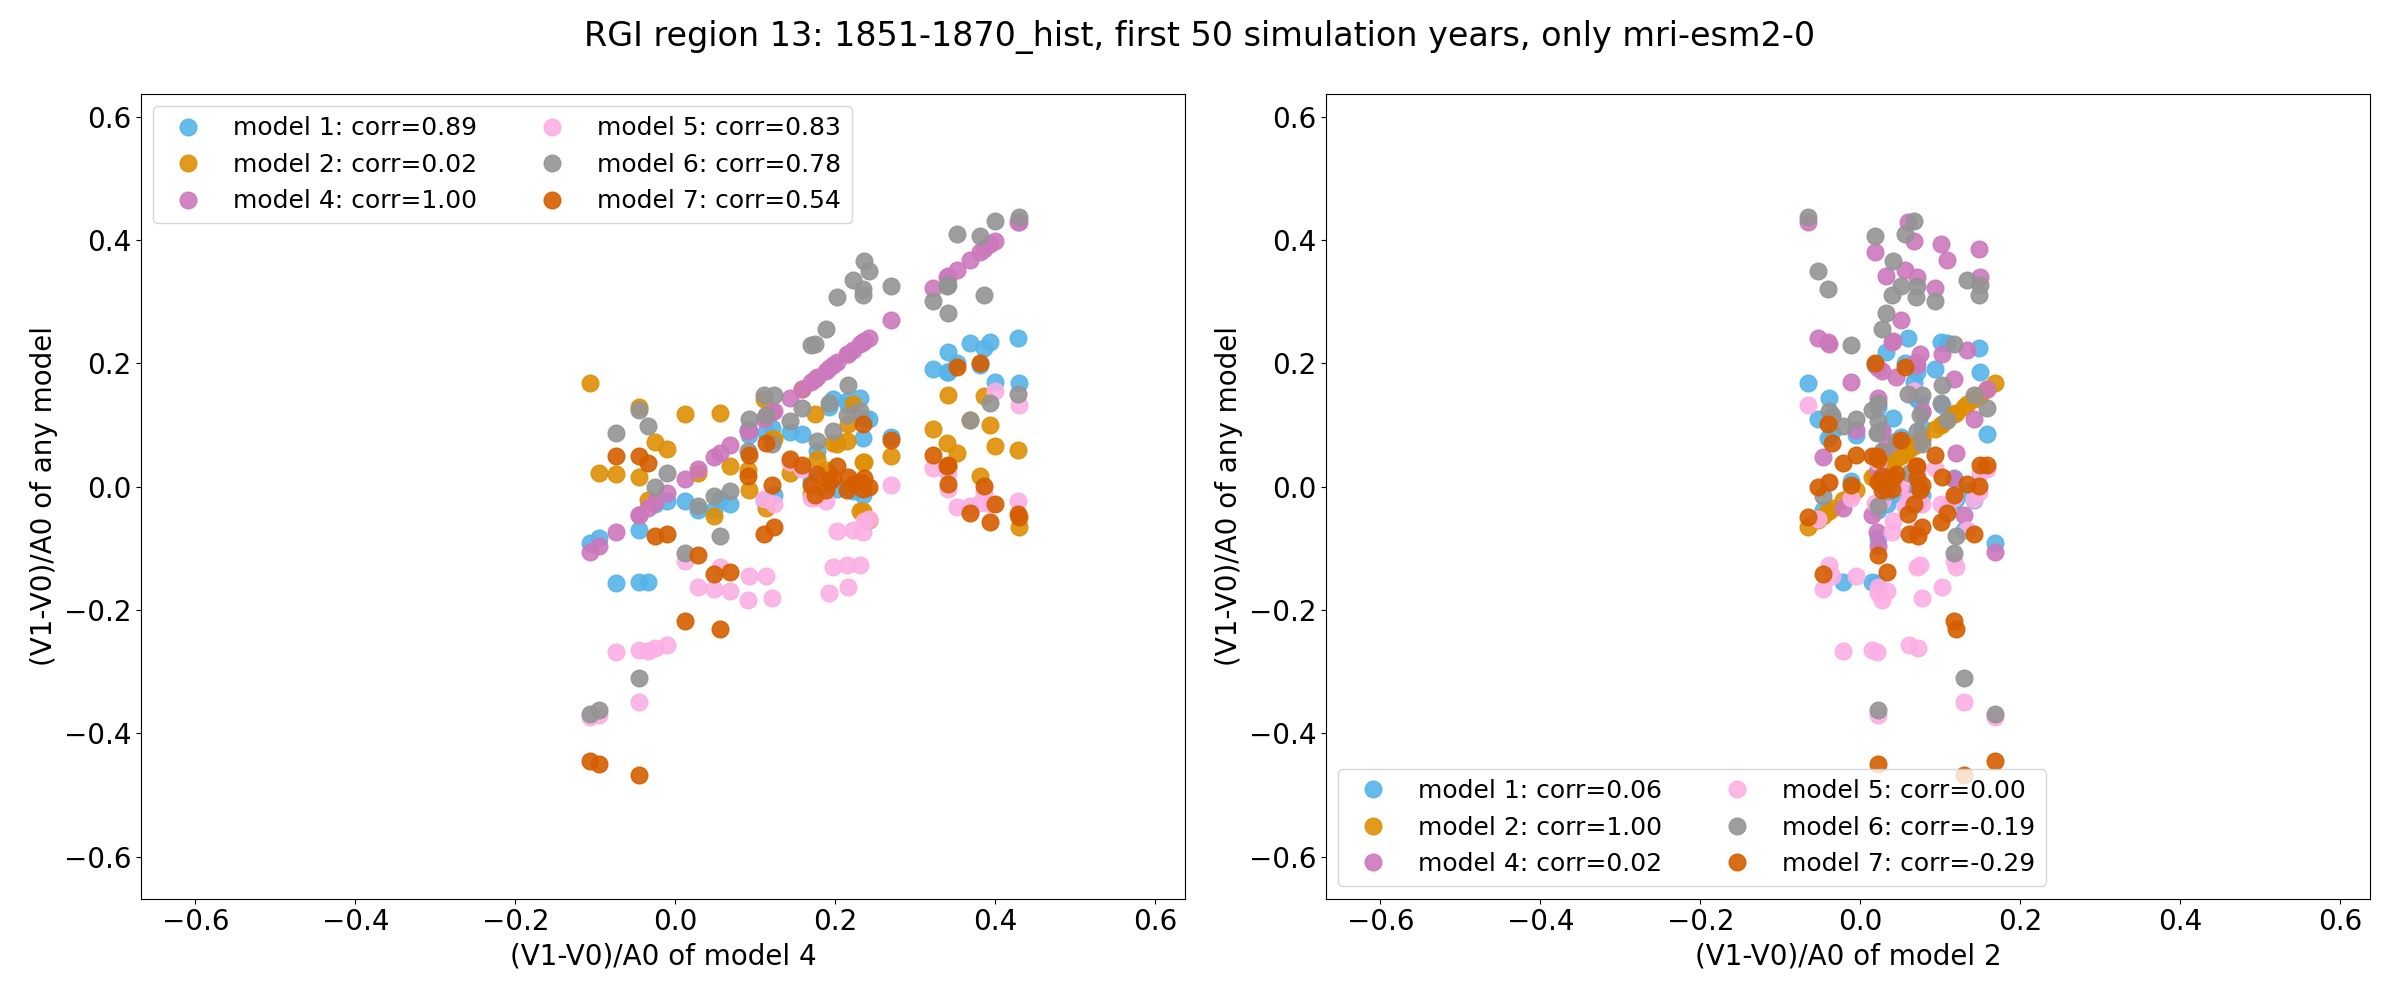 RGI region 13: 1851-1870_hist, first 50 simulation years, only mri-esm2-0
(V1-V0)/A0 of any model
0.6
0.4
0.2
0.0
−0.2
−0.4
−0.6
model 1: corr=0.89
model 2: corr=0.02
model 4: corr=1.00
model 5: corr=0.83
model 6: corr=0.78
model 7: corr=0.54
−0.6 −0.4 −0.2 0.0 0.2 0.4 0.6
(V1-V0)/A0 of model 4
(V1-V0)/A0 of any model
0.6
0.4
0.2
0.0
−0.2
−0.4
−0.6
model 1: corr=0.06
model 2: corr=1.00
model 4: corr=0.02
model 5: corr=0.00
model 6: corr=-0.19
model 7: corr=-0.29
−0.6 −0.4 −0.2 0.0 0.2 0.4 0.6
(V1-V0)/A0 of model 2